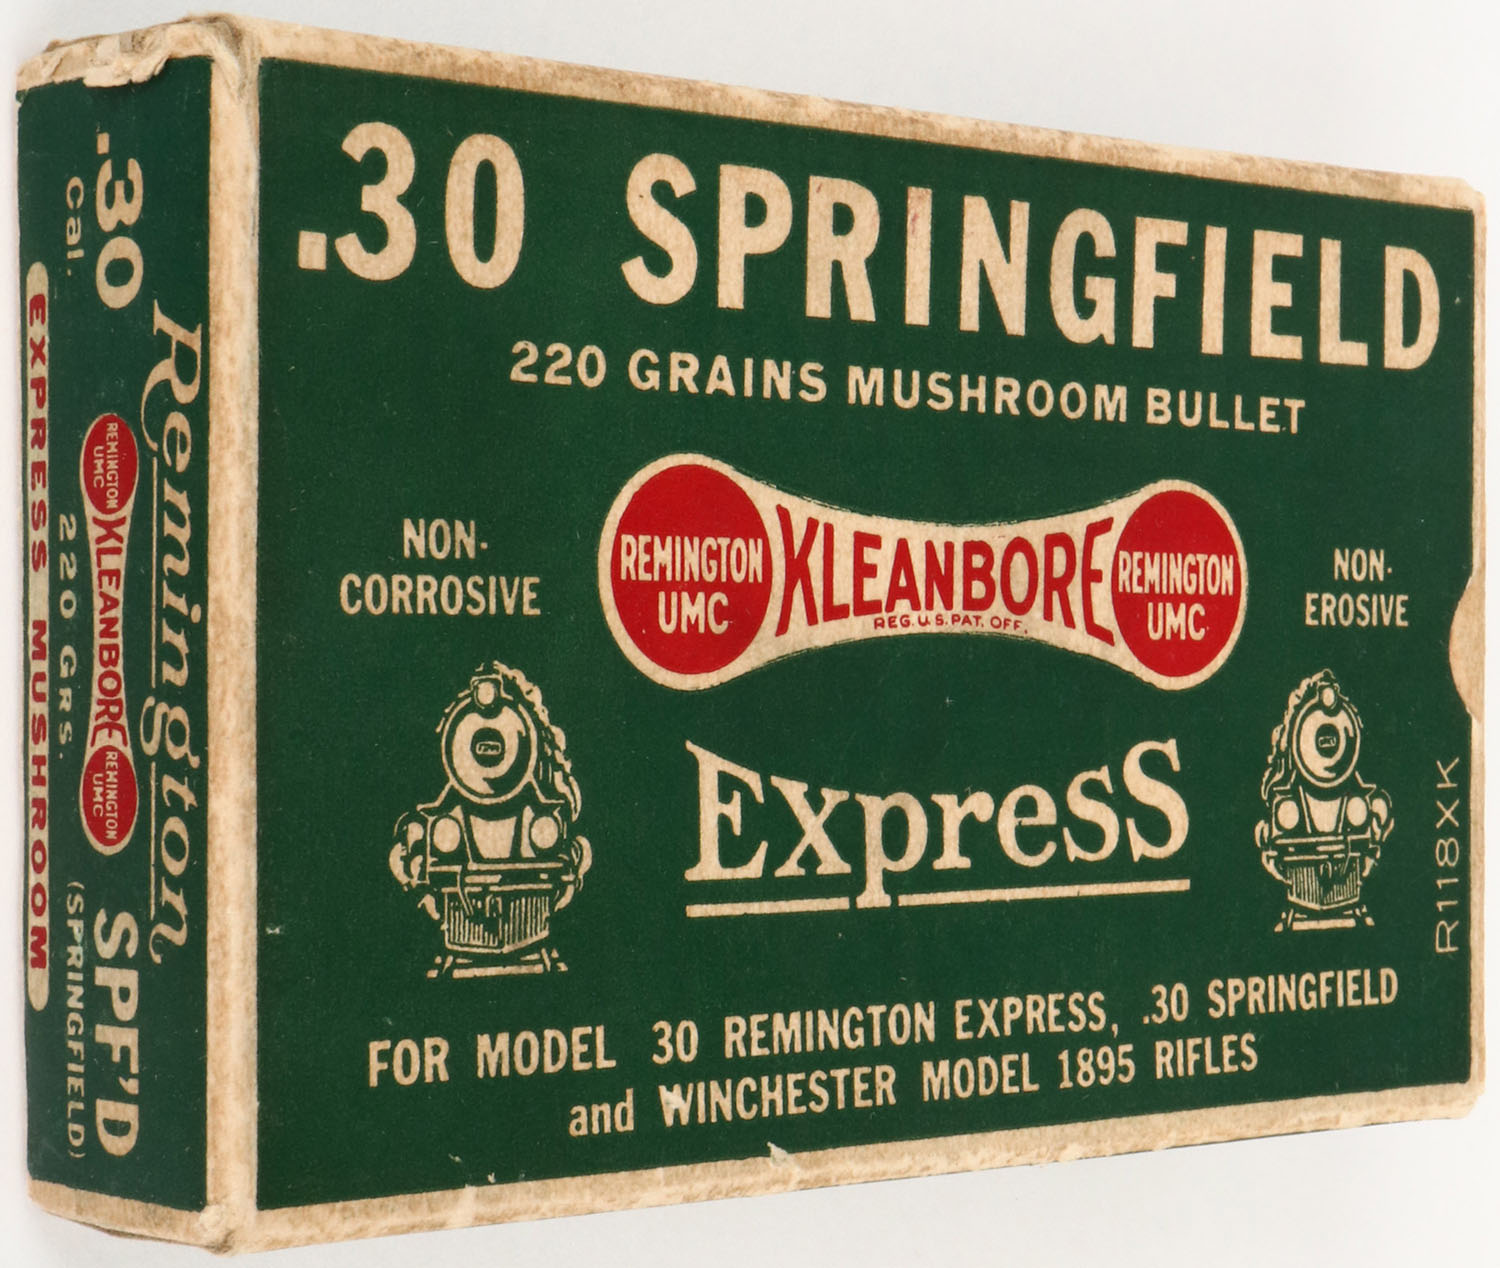 .30 SPRINGFIELD
220 GRAINS MUSHROOM BULLET
NON-
CORROSIVE
REMINGTON
UMC
KLEANBORE
REG. U.S. PAT. OFF.
REMINGTON
UMC
NON-
EROSIVE
Express
FOR MODEL 30 REMINGTON EXPRESS, .30 SPRINGFIELD
and WINCHESTER MODEL 1895 RIFLES
R118XK
Remington
.30 SPF'D
Cal.
(SPRINGFIELD)
REMINGTON
UMC
KLEANBORE
REMINGTON
UMC
220 GRS.
EXPRESS MUSHROOM